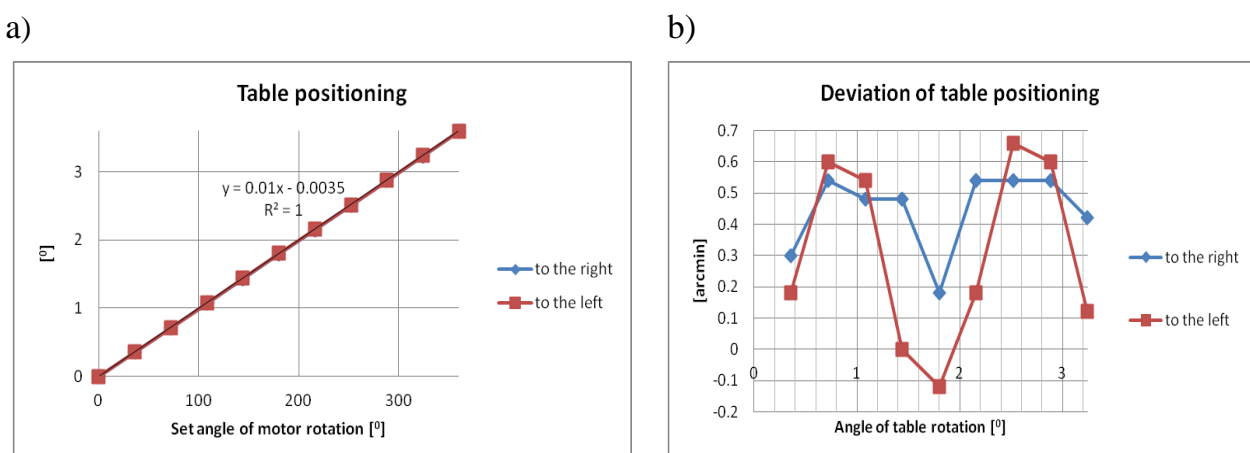 a)
Table positioning
3
2
1
0
[⁰]
y = 0.01x - 0.0035
R² = 1
0
100
200
300
Set angle of motor rotation [⁰]
to the right
to the left
b)
Deviation of table positioning
0.7
0.6
0.5
0.4
0.3
0.2
0.1
0
-0.1
-0.2
[arcmin]
0
1
2
3
Angle of table rotation [⁰]
to the right
to the left